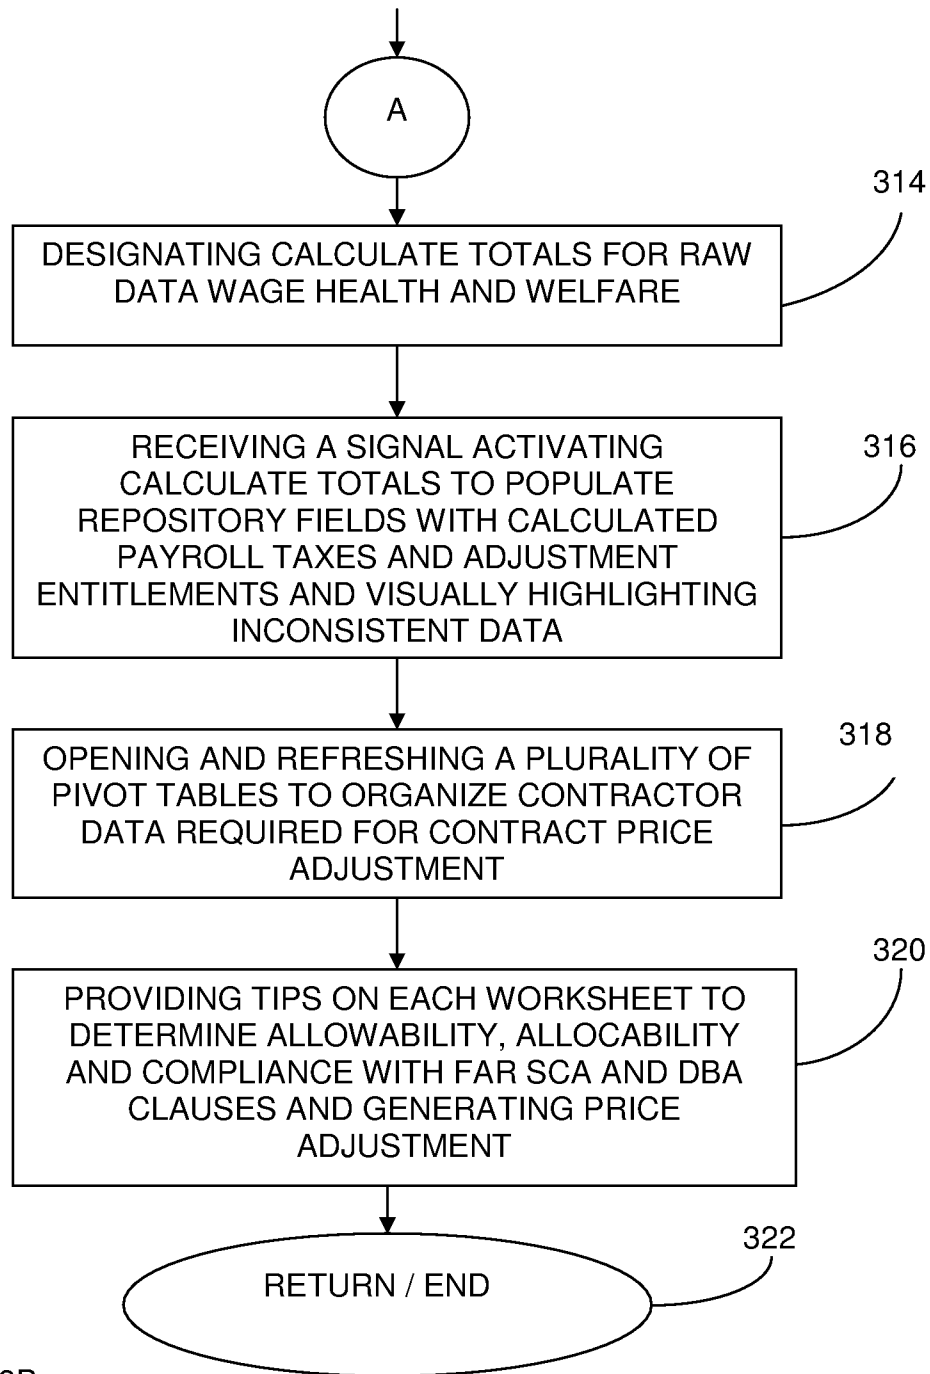 A
314
DESIGNATING CALCULATE TOTALS FOR RAW
DATA WAGE HEALTH AND WELFARE
316
RECEIVING A SIGNAL ACTIVATING
CALCULATE TOTALS TO POPULATE
REPOSITORY FIELDS WITH CALCULATED
PAYROLL TAXES AND ADJUSTMENT
ENTITLEMENTS AND VISUALLY HIGHLIGHTING
INCONSISTENT DATA
318
OPENING AND REFRESHING A PLURALITY OF
PIVOT TABLES TO ORGANIZE CONTRACTOR
DATA REQUIRED FOR CONTRACT PRICE
ADJUSTMENT
320
PROVIDING TIPS ON EACH WORKSHEET TO
DETERMINE ALLOWABILITY, ALLOCABILITY
AND COMPLIANCE WITH FAR SCA AND DBA
CLAUSES AND GENERATING PRICE
ADJUSTMENT
322
RETURN / END